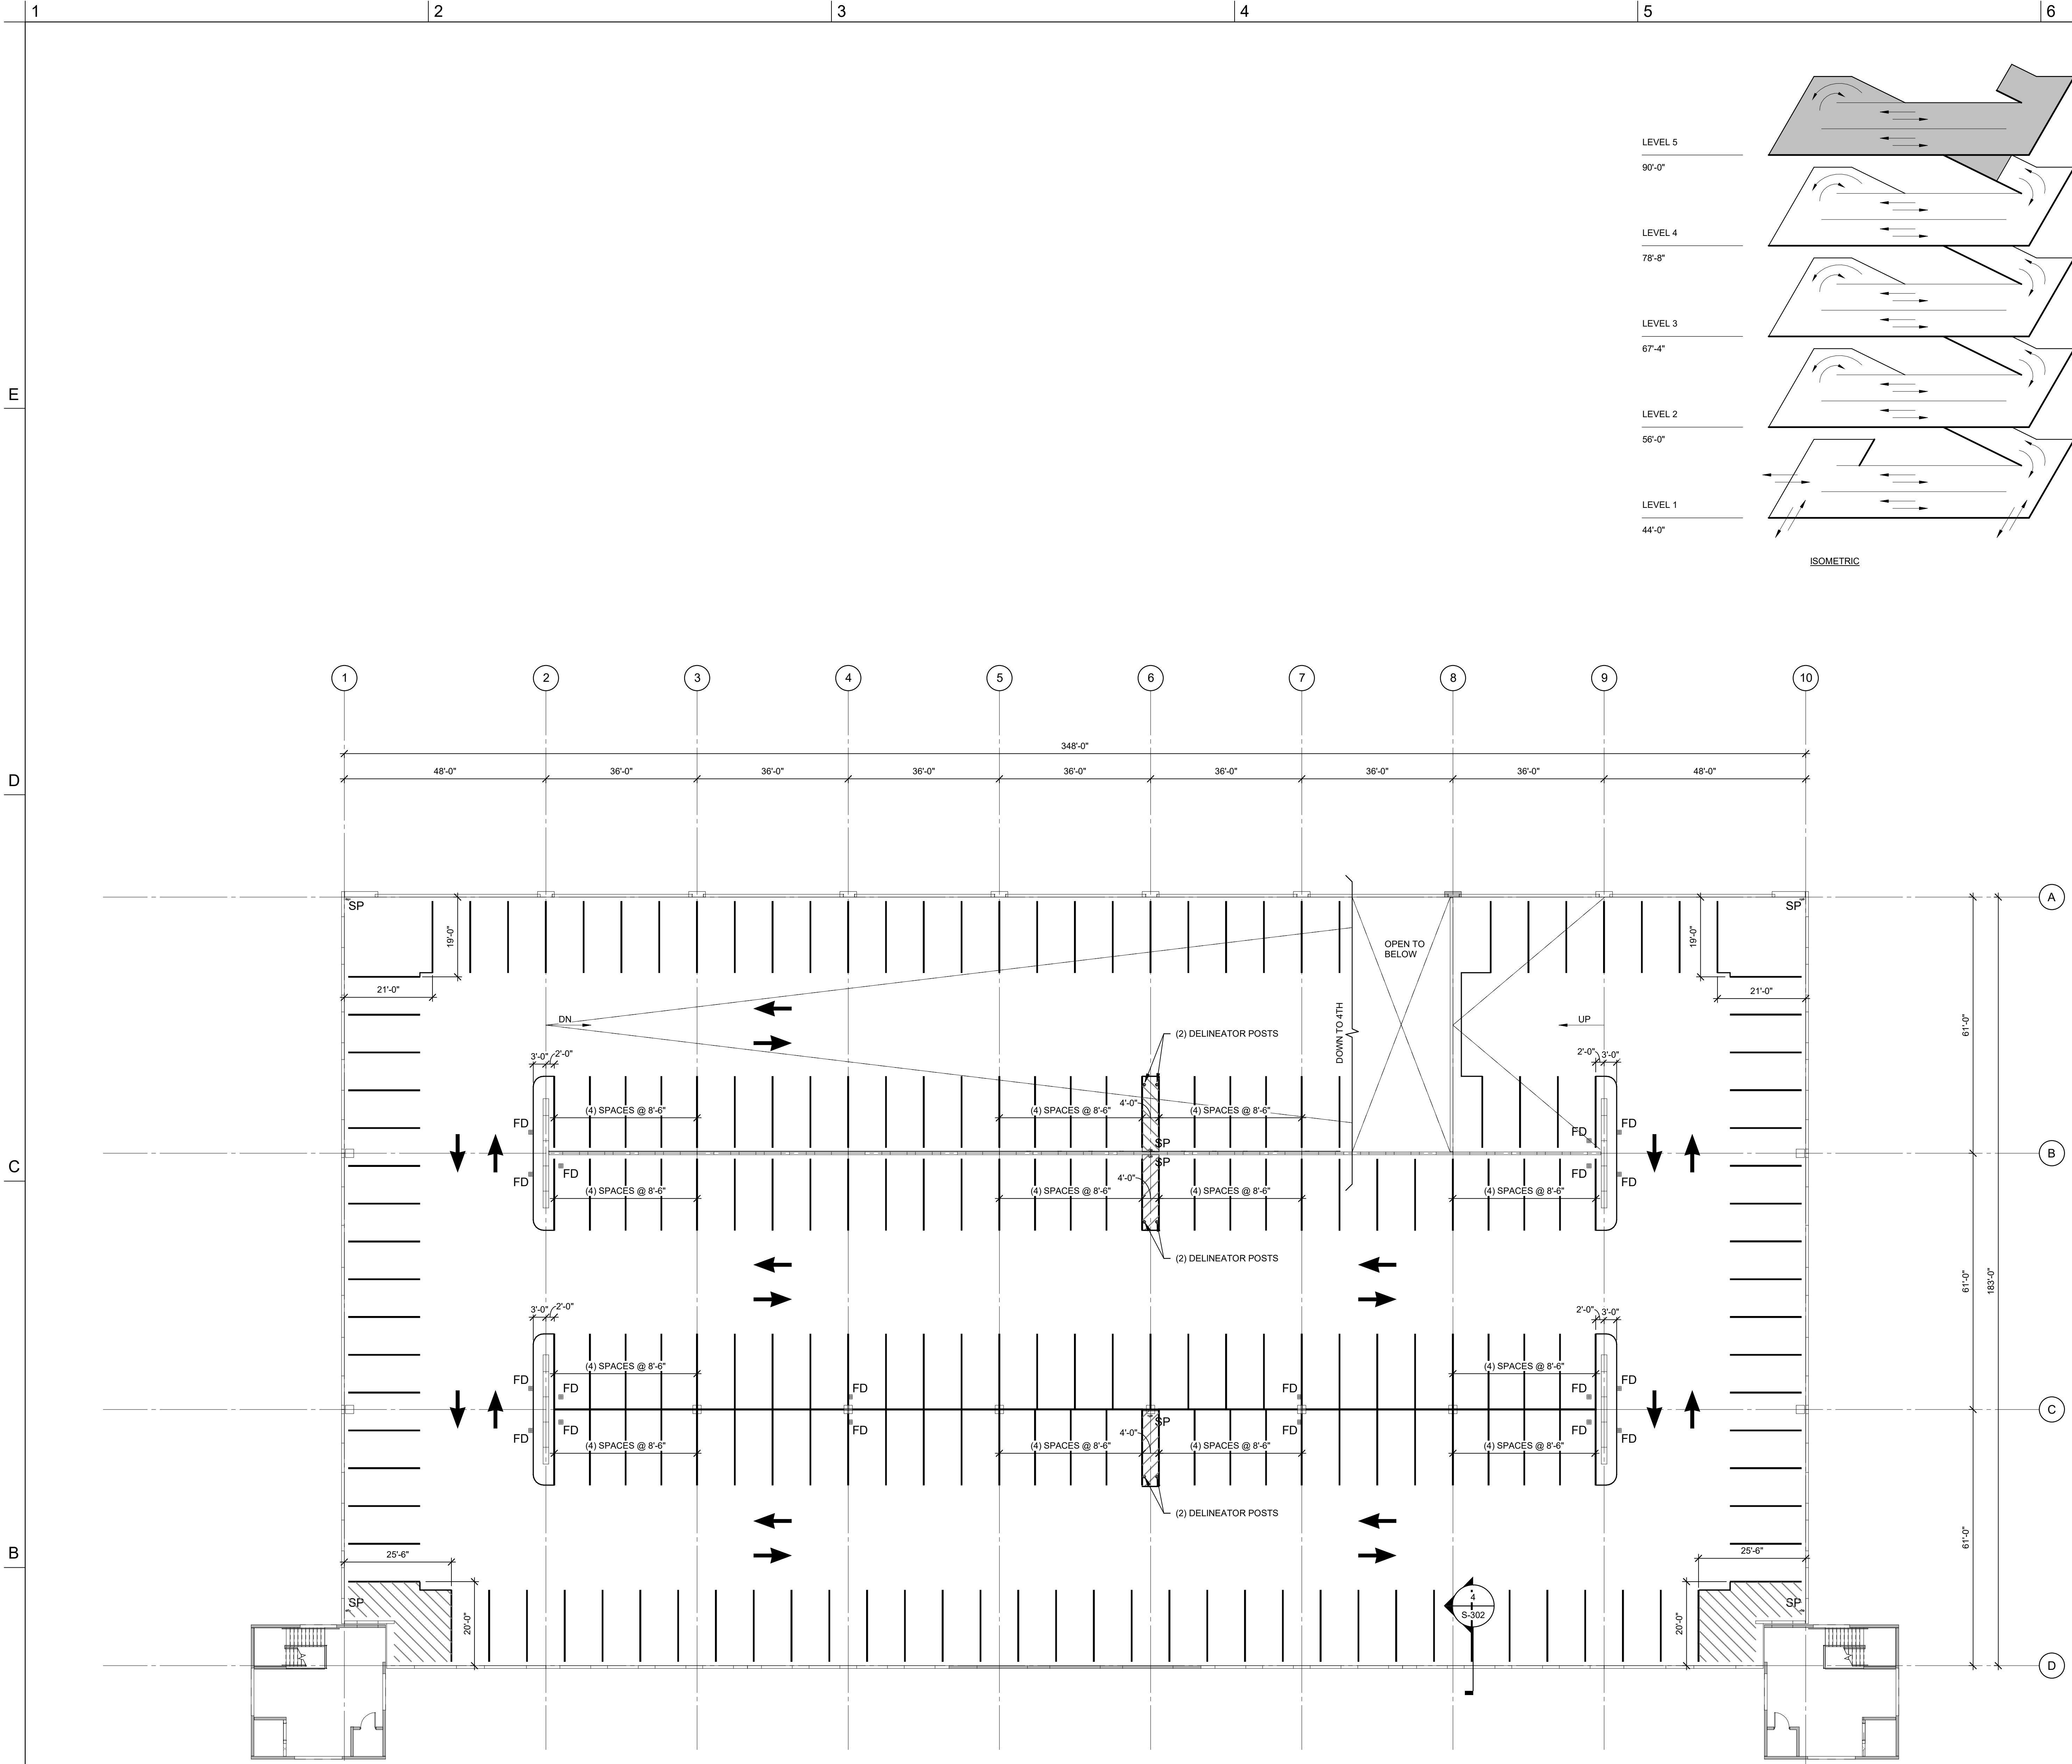 1
2
3
4
5
6
E
D
C
B
LEVEL 5
90'-0"
LEVEL 4
78'-8"
LEVEL 3
67'-4"
LEVEL 2
56'-0"
LEVEL 1
44'-0"
ISOMETRIC
1
2
3
4
5
6
7
8
9
10
348'-0"
48'-0"
36'-0"
36'-0"
36'-0"
36'-0"
36'-0"
36'-0"
36'-0"
48'-0"
A
SP
SP
19'-0"
19'-0"
OPEN TO
BELOW
21'-0"
21'-0"
DN
UP
DOWN TO 4TH
61'-0"
(2) DELINEATOR POSTS
3'-0"
2'-0"
2'-0"
3'-0"
4'-0"
(4) SPACES @ 8'-6"
(4) SPACES @ 8'-6"
(4) SPACES @ 8'-6"
FD
FD
FD
SP
B
SP
FD
FD
FD
FD
4'-0"
(4) SPACES @ 8'-6"
(4) SPACES @ 8'-6"
(4) SPACES @ 8'-6"
(4) SPACES @ 8'-6"
(2) DELINEATOR POSTS
61'-0"
183'-0"
3'-0"
2'-0"
2'-0"
3'-0"
(4) SPACES @ 8'-6"
(4) SPACES @ 8'-6"
FD
FD
FD
FD
FD
FD
C
SP
FD
FD
FD
FD
FD
FD
4'-0"
(4) SPACES @ 8'-6"
(4) SPACES @ 8'-6"
(4) SPACES @ 8'-6"
(4) SPACES @ 8'-6"
(2) DELINEATOR POSTS
61'-0"
25'-6"
25'-6"
4
S-302
SP
SP
20'-0"
20'-0"
D